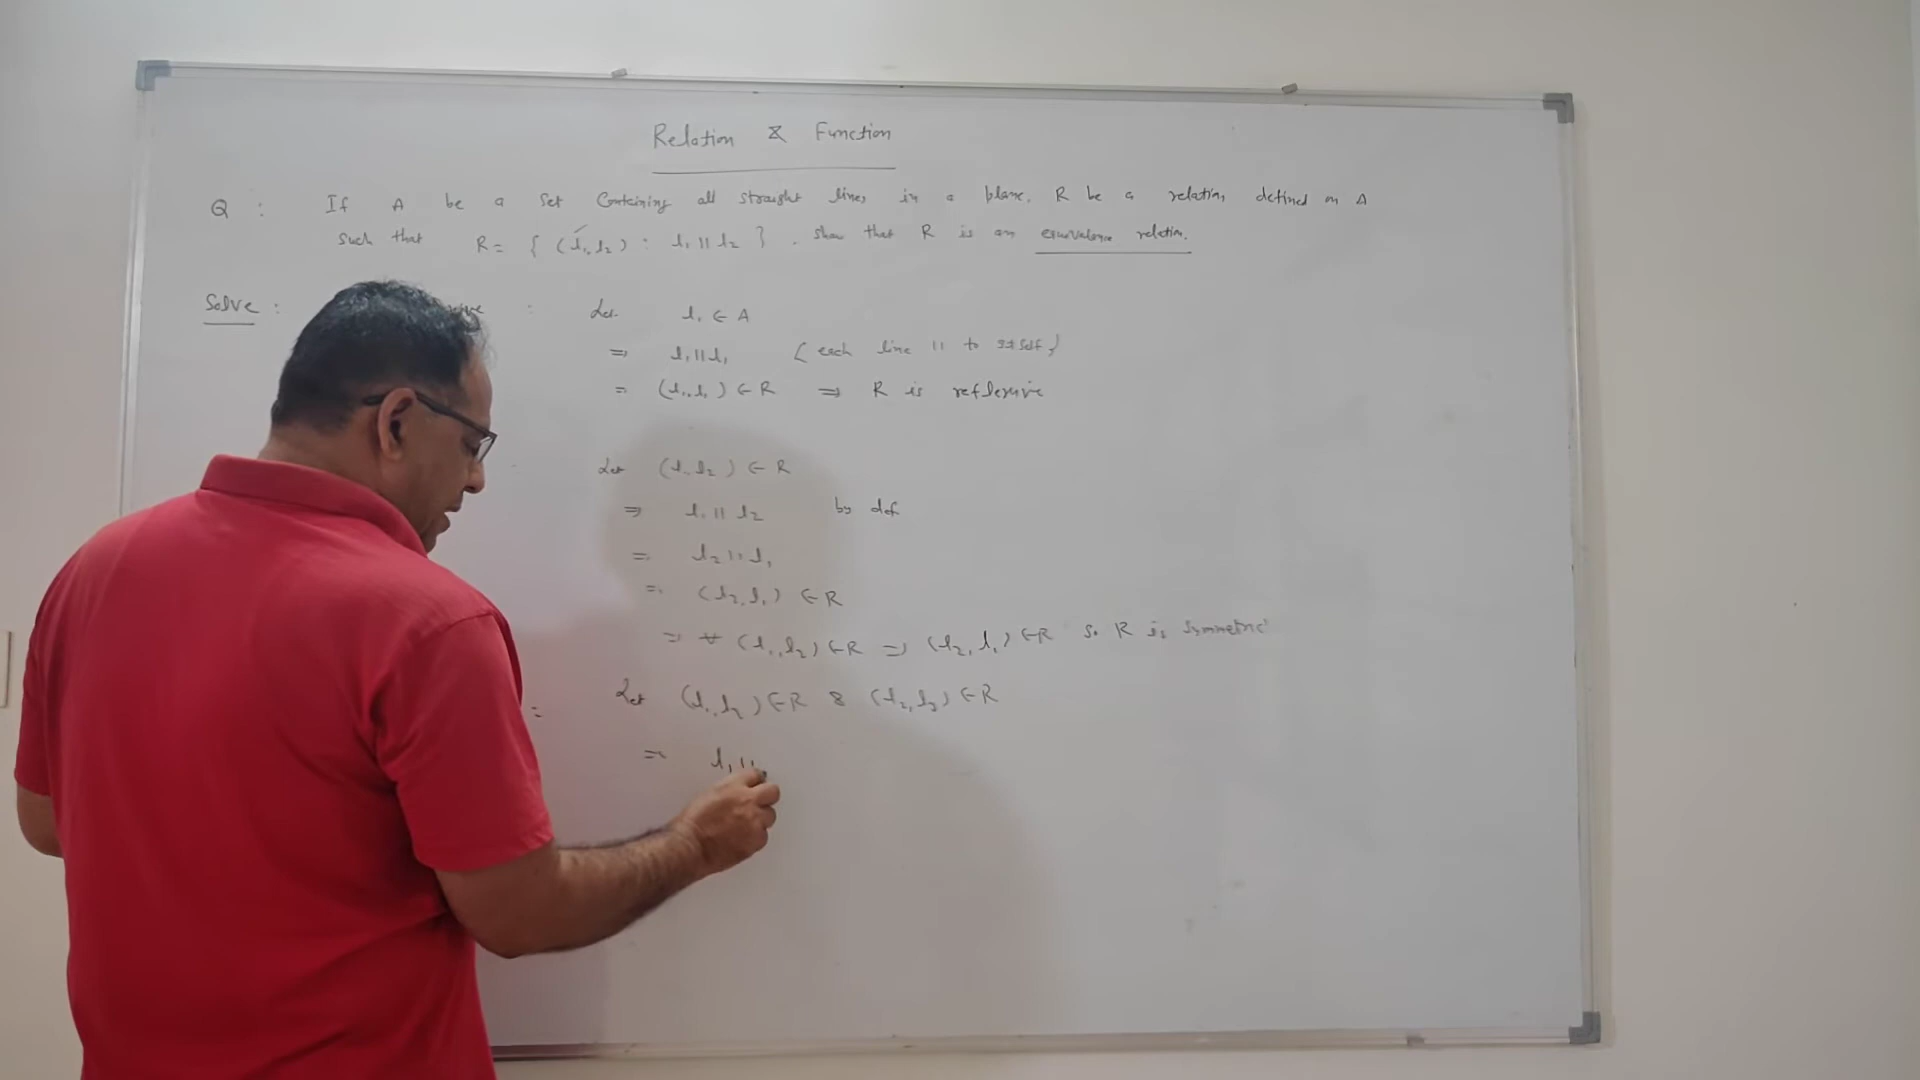 Relation & Function
Q : If A be a Set Containing all straight lines in a plane. R be a relation defined on A
such that R = { (l₁, l₂) : l₁ || l₂ } . show that R is an equivalence relation.
Solve : : Let l₁ ∈ A
⇒ l₁ || l₁ ( each line || to itself )
= (l₁, l₁) ∈ R ⇒ R is reflexive
Let (l₁, l₂) ∈ R
⇒ l₁ || l₂ by def
= l₂ || l₁
= (l₂, l₁) ∈ R
⇒ ∀ (l₁, l₂) ∈ R ⇒ (l₂, l₁) ∈ R So R is symmetric
= Let (l₁, l₂) ∈ R & (l₂, l₃) ∈ R
⇒ l₁ ||